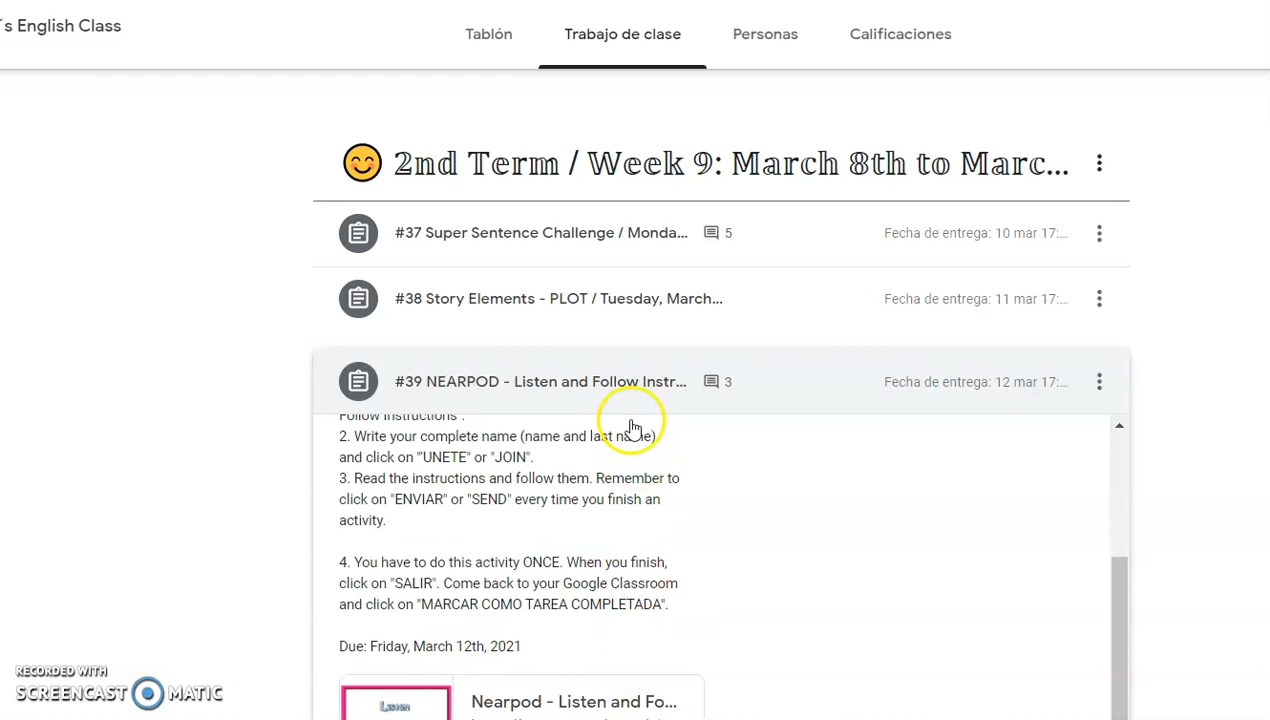 ´s English Class
Tablón
Trabajo de clase
Personas
Calificaciones
2nd Term / Week 9: March 8th to Marc...
#37 Super Sentence Challenge / Monda...
5
Fecha de entrega: 10 mar 17:...
#38 Story Elements - PLOT / Tuesday, March...
Fecha de entrega: 11 mar 17:...
#39 NEARPOD - Listen and Follow Instr...
3
Fecha de entrega: 12 mar 17:...
Follow Instructions".
2. Write your complete name (name and last name)
and click on "UNETE" or "JOIN".
3. Read the instructions and follow them. Remember to
click on "ENVIAR" or "SEND" every time you finish an
activity.
4. You have to do this activity ONCE. When you finish,
click on "SALIR". Come back to your Google Classroom
and click on "MARCAR COMO TAREA COMPLETADA".
Due: Friday, March 12th, 2021
Listen
Nearpod - Listen and Fo...
RECORDED WITH
SCREENCAST MATIC